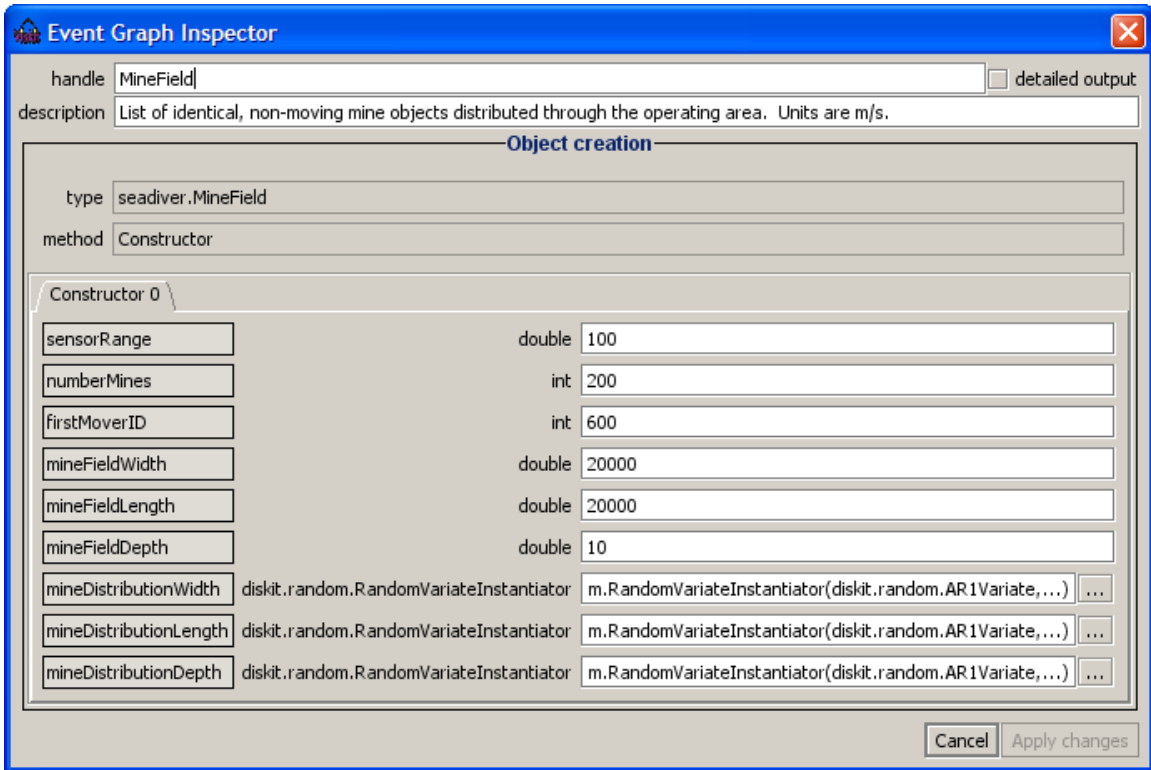 Event Graph Inspector
handle MineField detailed output
description List of identical, non-moving mine objects distributed through the operating area. Units are m/s.
Object creation
type seadiver.MineField
method Constructor
Constructor 0
sensorRange double 100
numberMines int 200
firstMoverID int 600
mineFieldWidth double 20000
mineFieldLength double 20000
mineFieldDepth double 10
mineDistributionWidth diskit.random.RandomVariateInstantiator m.RandomVariateInstantiator(diskit.random.AR1Variate,...) ...
mineDistributionLength diskit.random.RandomVariateInstantiator m.RandomVariateInstantiator(diskit.random.AR1Variate,...) ...
mineDistributionDepth diskit.random.RandomVariateInstantiator m.RandomVariateInstantiator(diskit.random.AR1Variate,...) ...
Cancel Apply changes